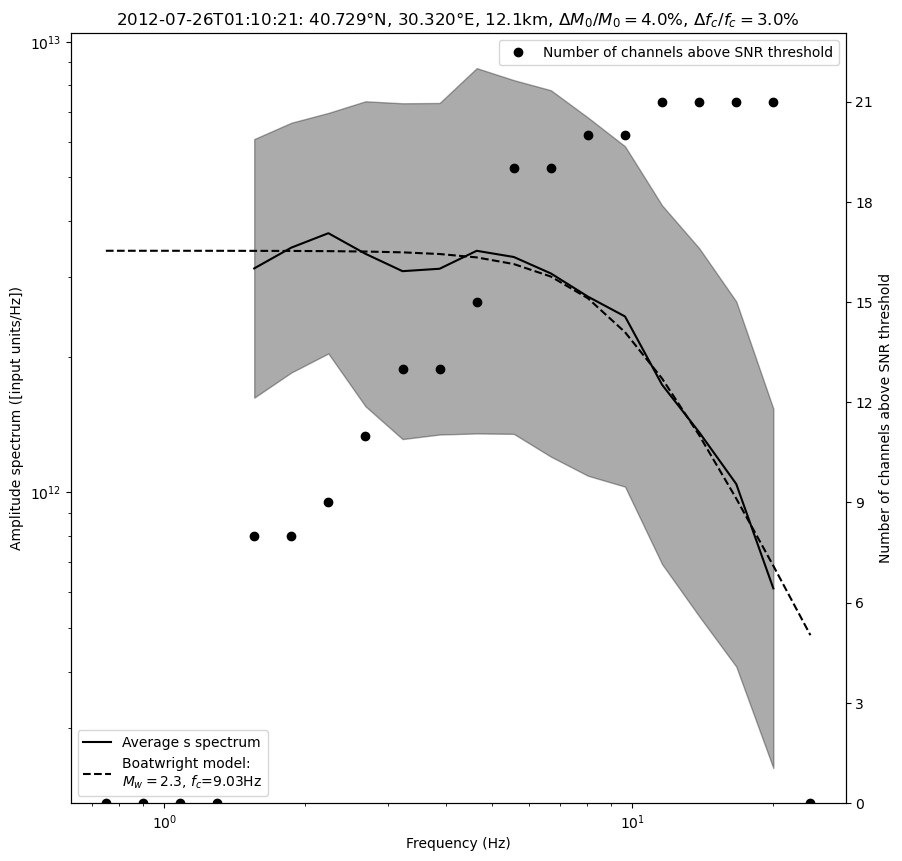 2012-07-26T01:10:21: 40.729°N, 30.320°E, 12.1km, ΔM₀/M₀ = 4.0%, Δf_c/f_c = 3.0%
Number of channels above SNR threshold
10¹³
10¹²
Amplitude spectrum ([input units/Hz])
21
18
15
12
9
6
3
0
Number of channels above SNR threshold
Average s spectrum
Boatwright model:
M_w = 2.3, f_c=9.03Hz
10⁰
10¹
Frequency (Hz)